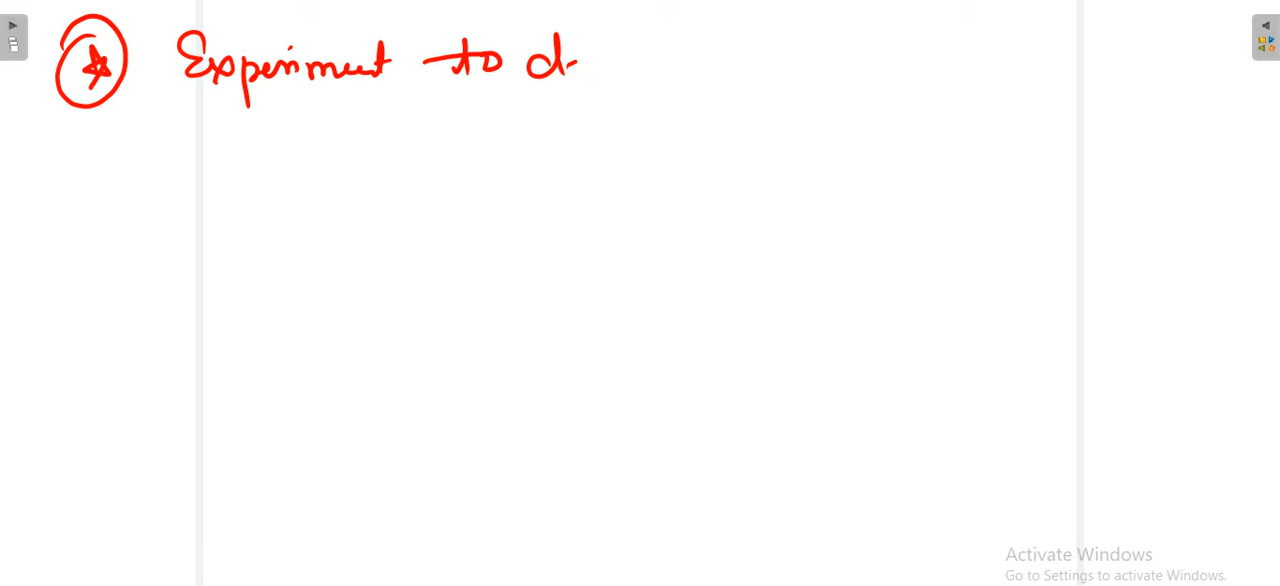 Experiment to d
Activate Windows
Go to Settings to activate Windows.